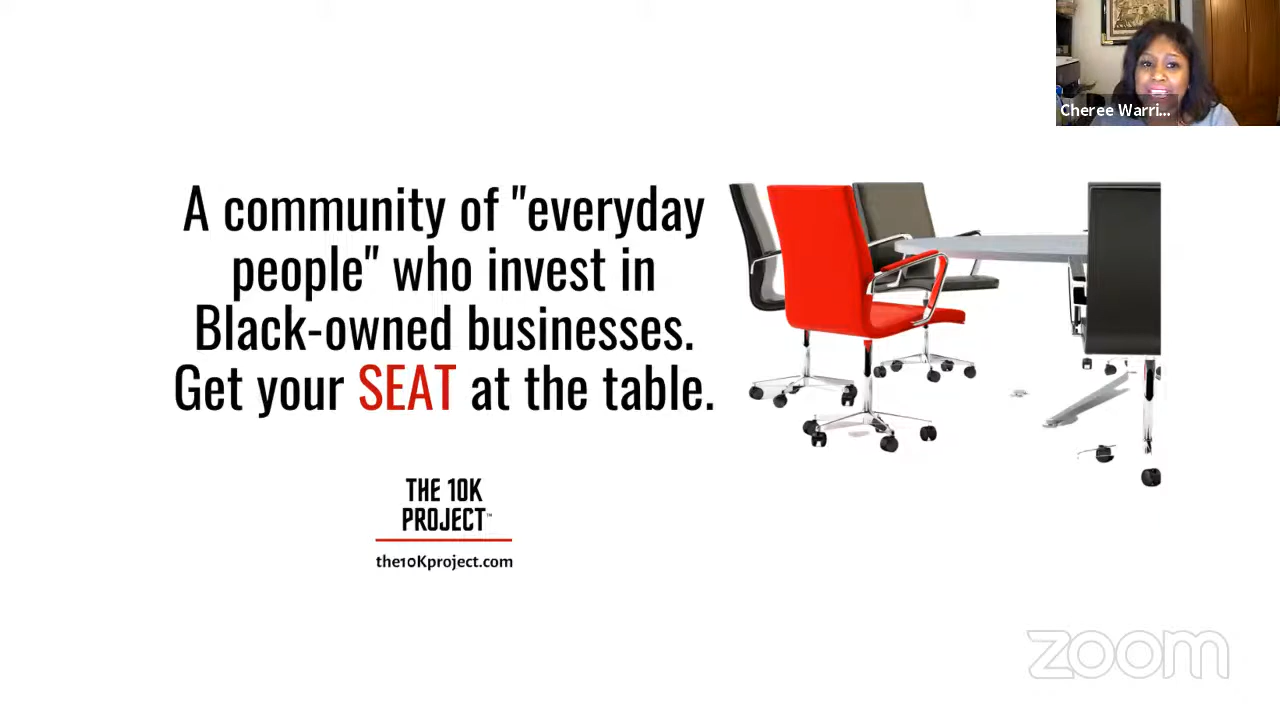 Cheree Warri...
A community of "everyday
people" who invest in
Black-owned businesses.
Get your SEAT at the table.
THE 10K
PROJECT™
the10Kproject.com
zoom